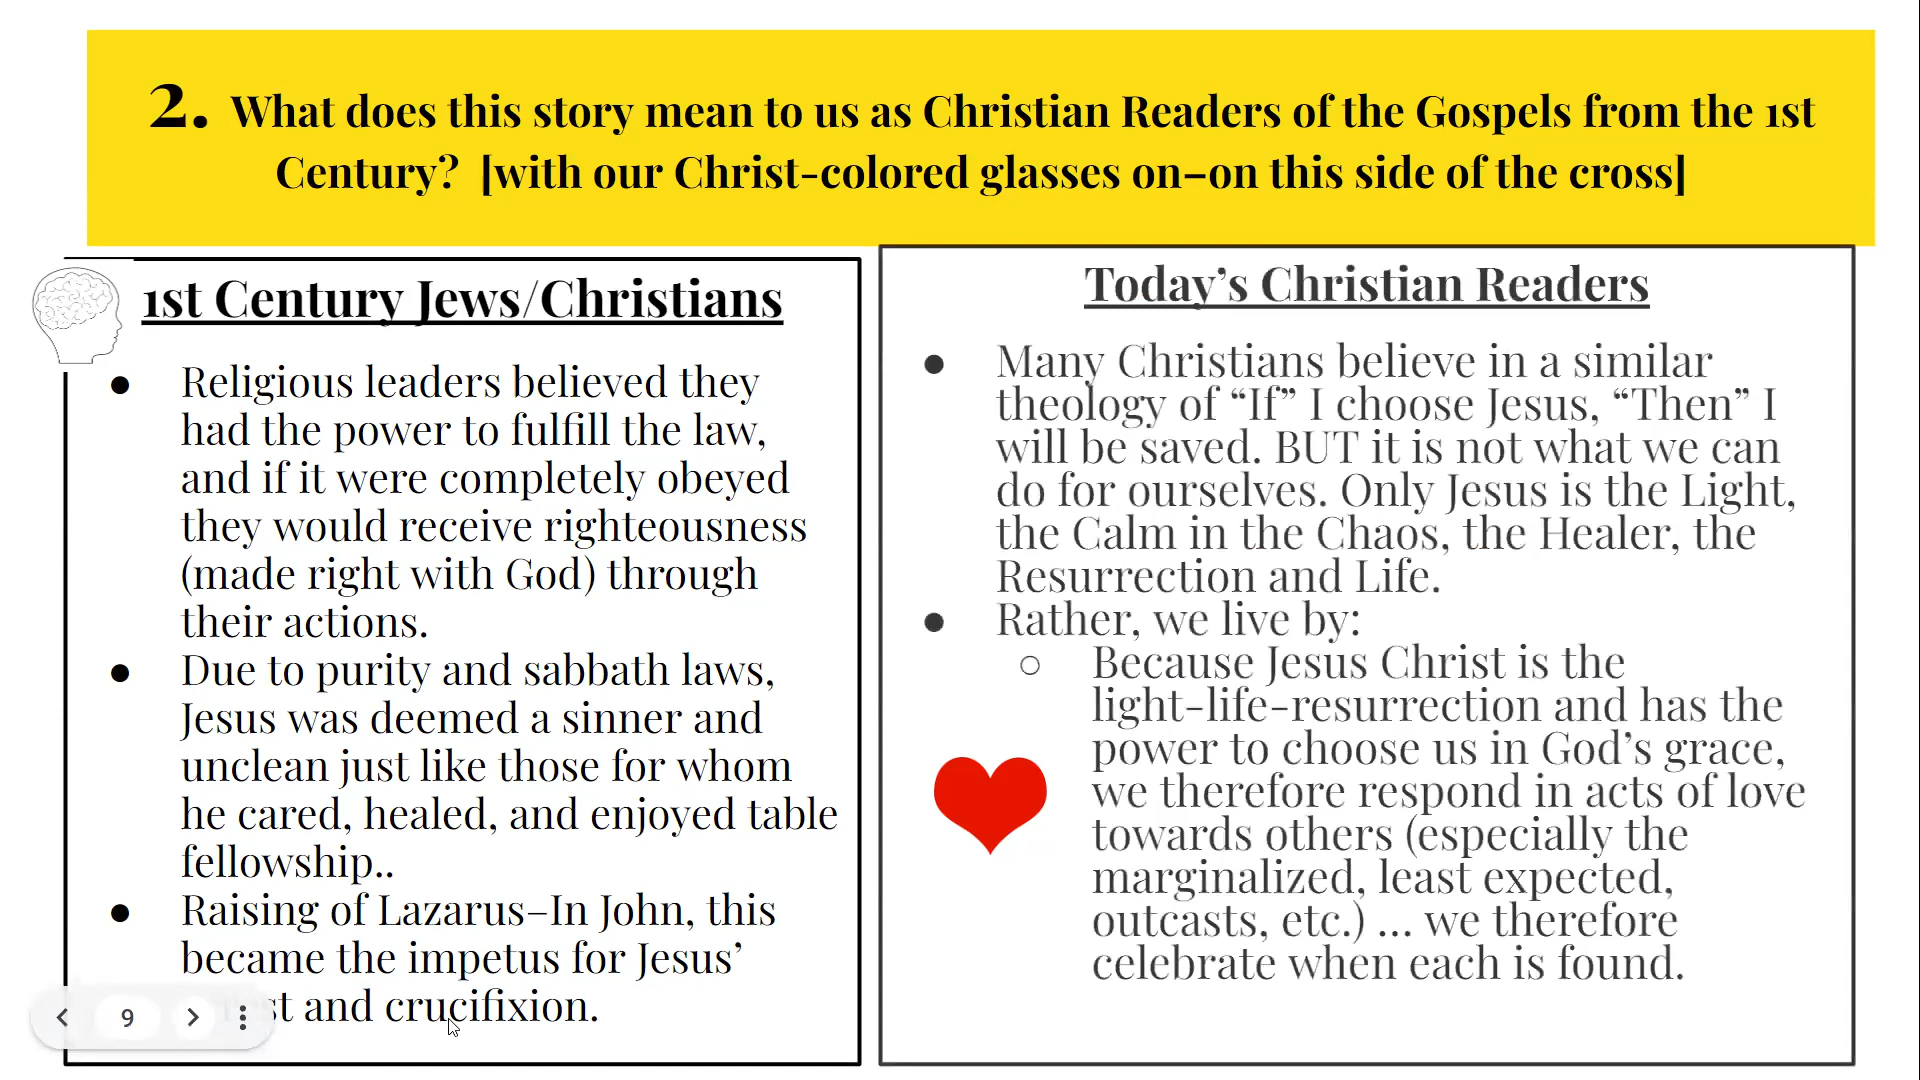 2. What does this story mean to us as Christian Readers of the Gospels from the 1st
Century? [with our Christ-colored glasses on–on this side of the cross]
1st Century Jews/Christians
● Religious leaders believed they
had the power to fulfill the law,
and if it were completely obeyed
they would receive righteousness
(made right with God) through
their actions.
● Due to purity and sabbath laws,
Jesus was deemed a sinner and
unclean just like those for whom
he cared, healed, and enjoyed table
fellowship..
● Raising of Lazarus–In John, this
became the impetus for Jesus’
and crucifixion.
9
Today’s Christian Readers
● Many Christians believe in a similar
theology of “If” I choose Jesus, “Then” I
will be saved. BUT it is not what we can
do for ourselves. Only Jesus is the Light,
the Calm in the Chaos, the Healer, the
Resurrection and Life.
● Rather, we live by:
○ Because Jesus Christ is the
light-life-resurrection and has the
power to choose us in God’s grace,
we therefore respond in acts of love
towards others (especially the
marginalized, least expected,
outcasts, etc.) ... we therefore
celebrate when each is found.